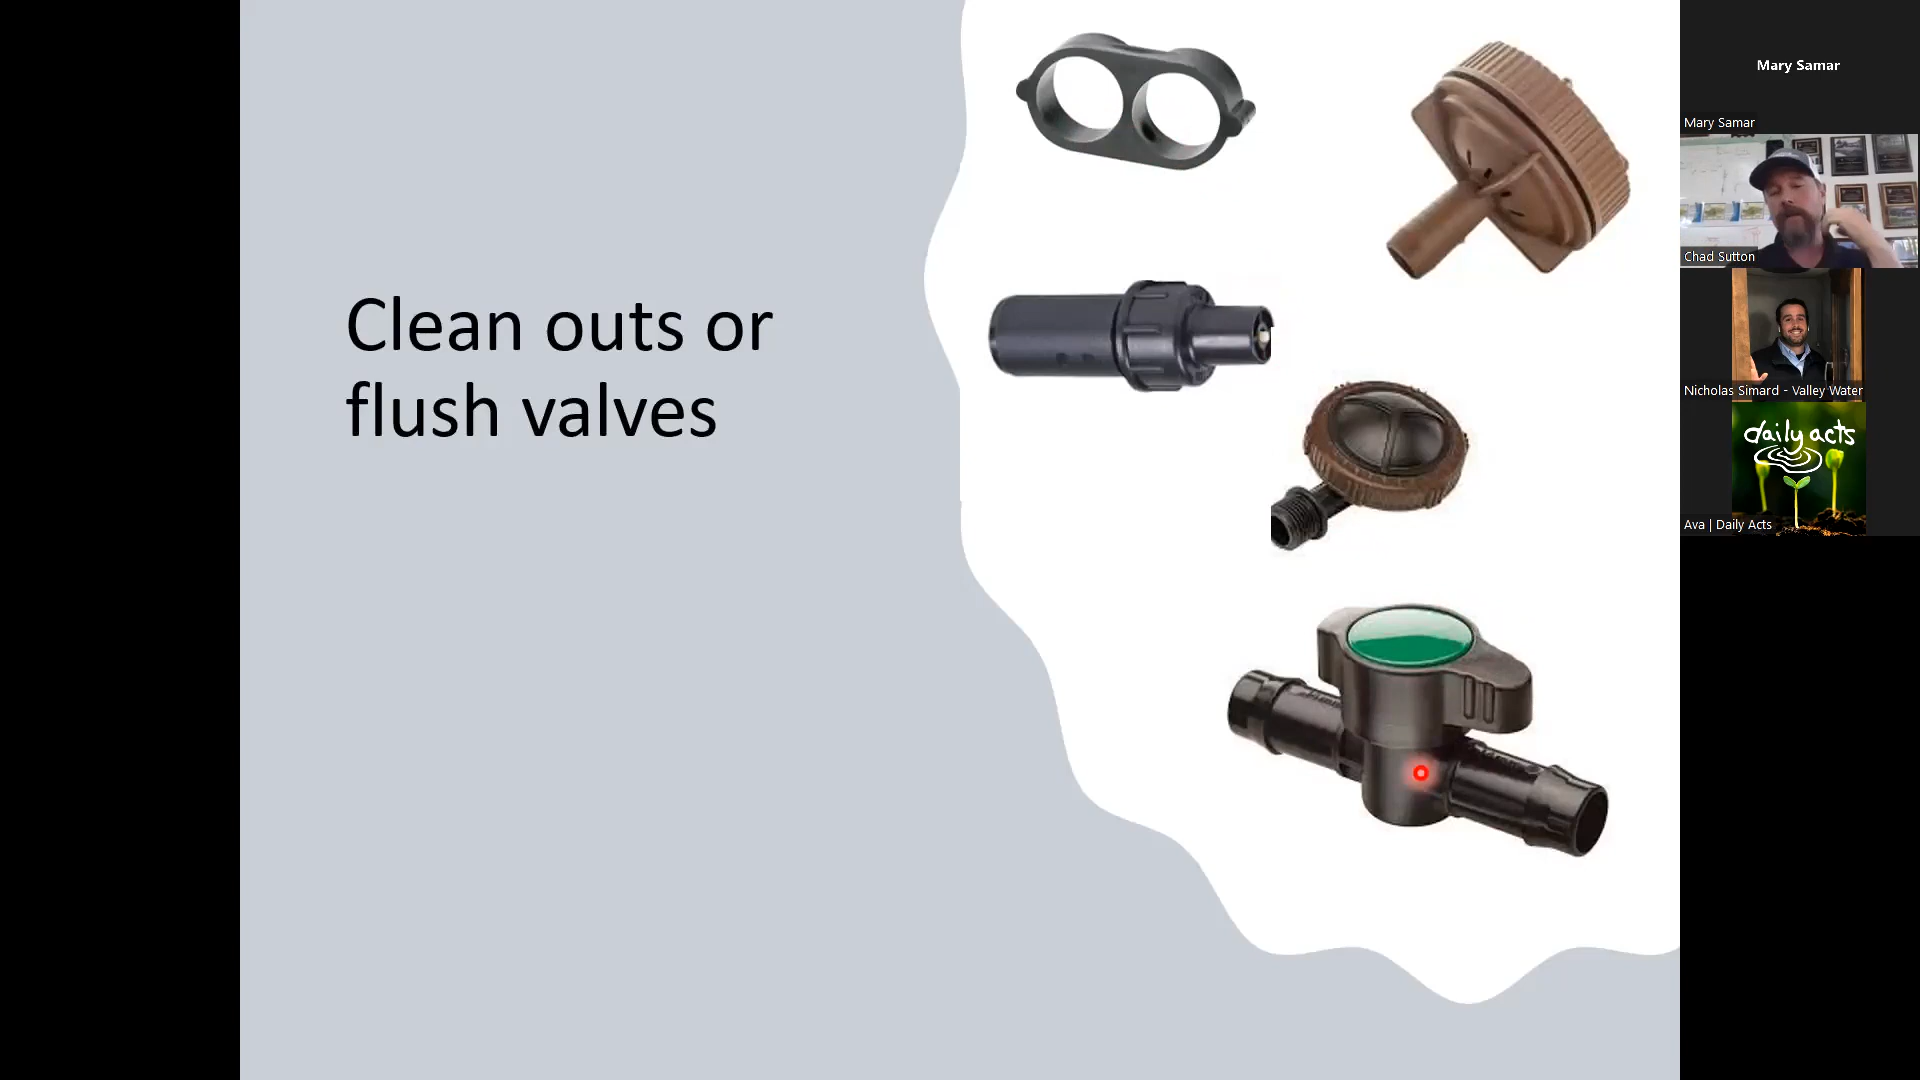 Clean outs or
flush valves
Mary Samar
Mary Samar
Chad Sutton
Nicholas Simard - Valley Water
daily acts
Ava | Daily Acts